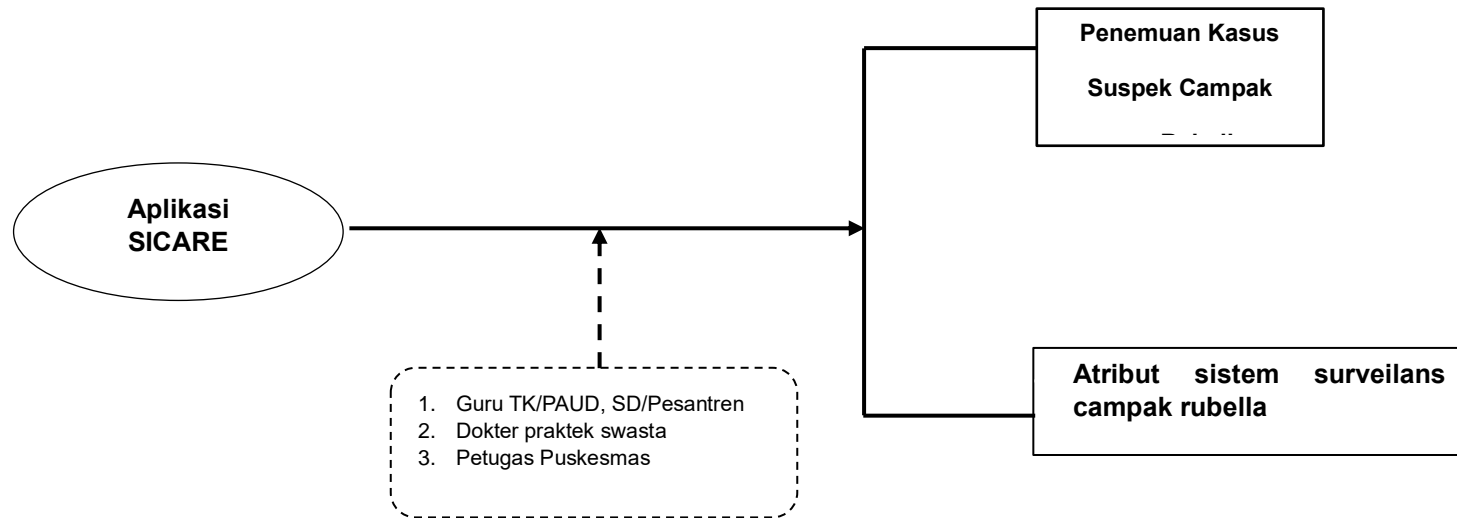 Penemuan Kasus
Suspek Campak
Aplikasi
SICARE
1. Guru TK/PAUD, SD/Pesantren
2. Dokter praktek swasta
3. Petugas Puskesmas
Atribut sistem surveilans
campak rubella